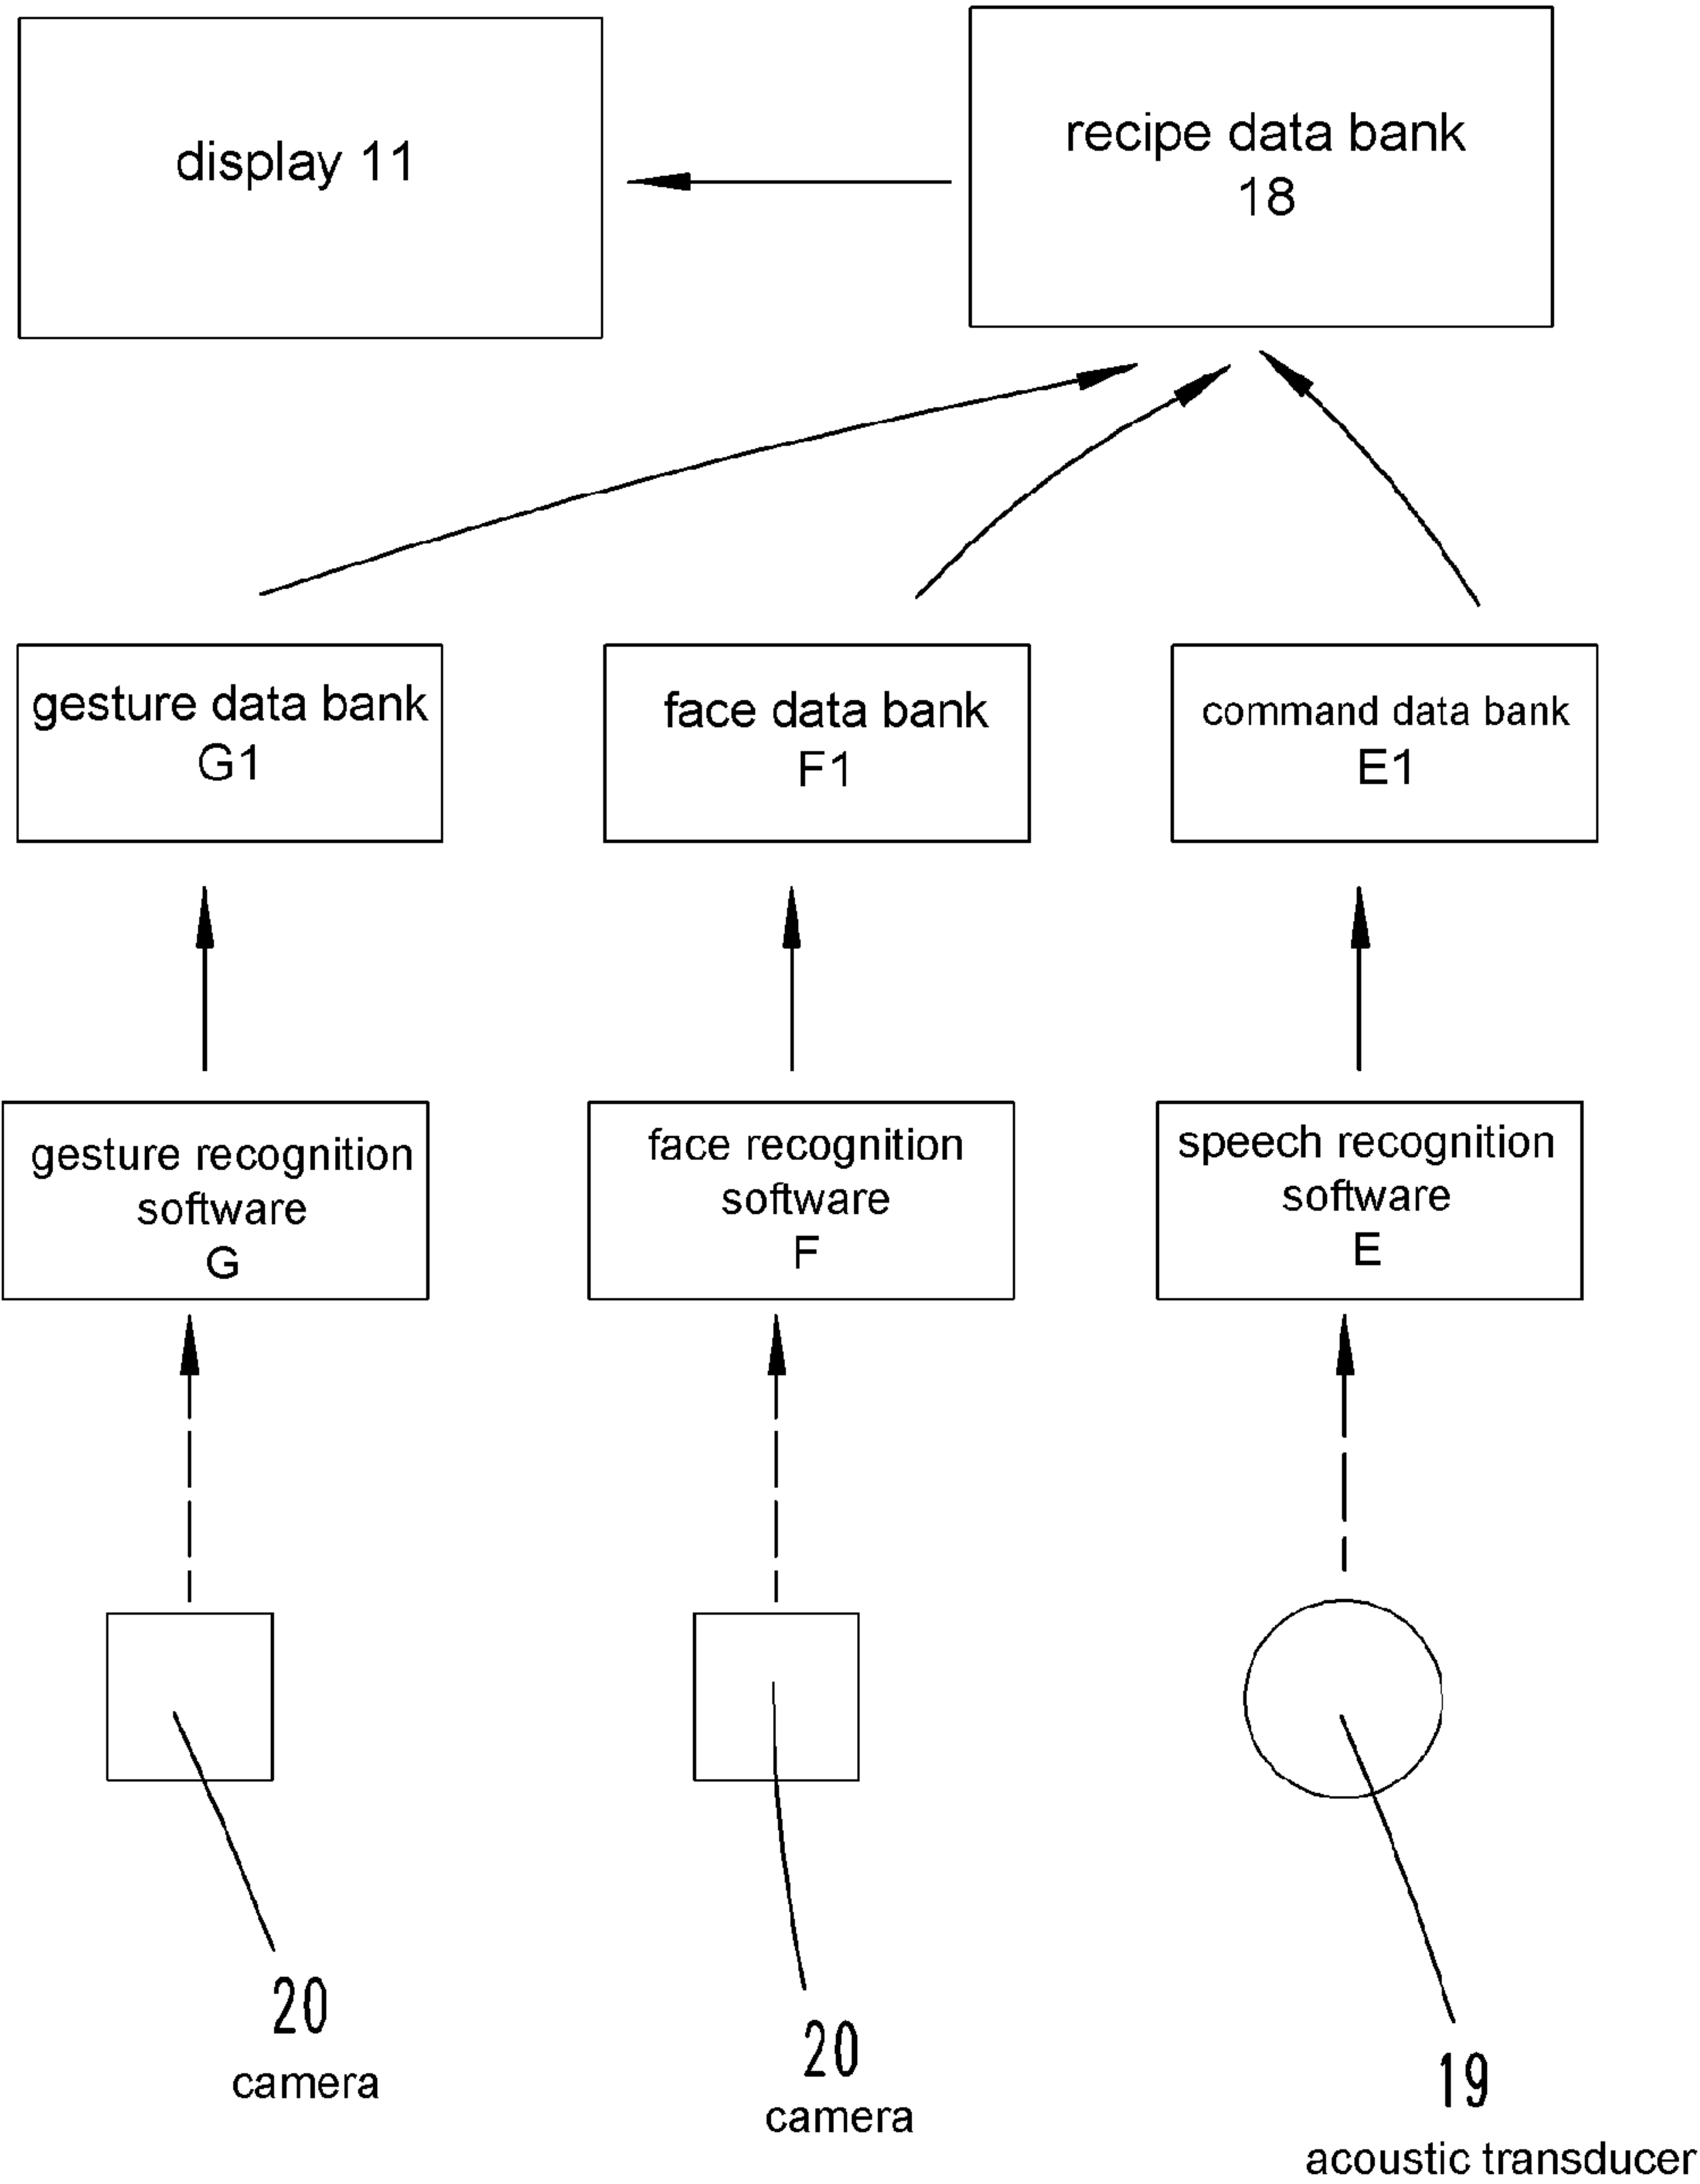 display 11
recipe data bank
18
gesture data bank
G1
face data bank
F1
command data bank
E1
gesture recognition
software
G
face recognition
software
F
speech recognition
software
E
20
camera
20
camera
19
acoustic transducer